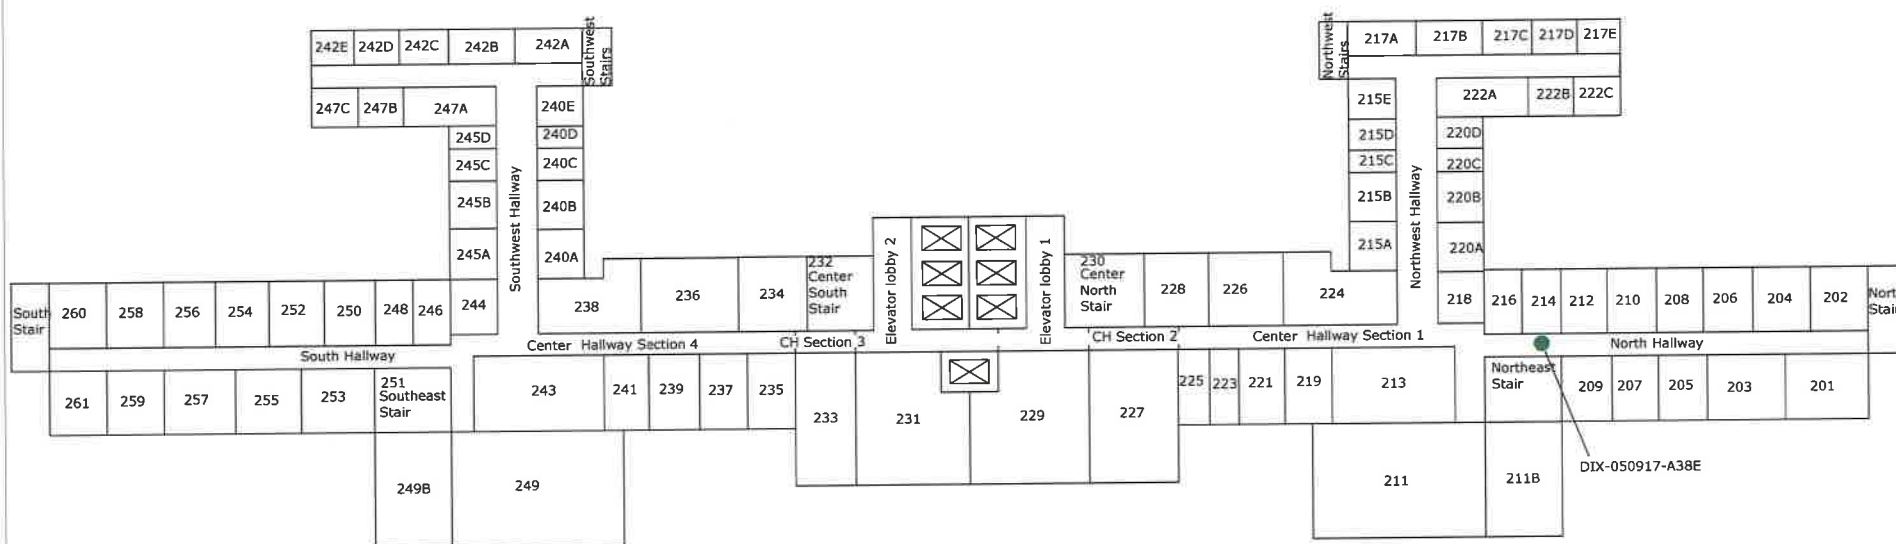 242E 242D 242C 242B 242A
Southwest
Stairs
Northwest
Stairs
217A 217B 217C 217D 217E
247C 247B 247A
240E
215E
222A 222B 222C
245D
240D
215D
220D
245C
240C
215C
220C
245B
240B
215B
220B
245A
240A
215A
220A
Southwest Hallway
Northwest Hallway
Elevator lobby 2
Elevator lobby 1
South
Stair
260 258 256 254 252 250 248 246 244
238 236 234
232
Center
South
Stair
230
Center
North
Stair
228 226 224
218 216 214 212 210 208 206 204 202
Stair
South Hallway
Center Hallway Section 4
CH Section 3
CH Section 2
Center Hallway Section 1
North Hallway
261 259 257 255 253
251
Southeast
Stair
243 241 239 237 235
233 231 229 227
225 223 221 219 213
Northeast
Stair
209 207 205 203 201
249B 249
211 211B
DIX-050917-A38E